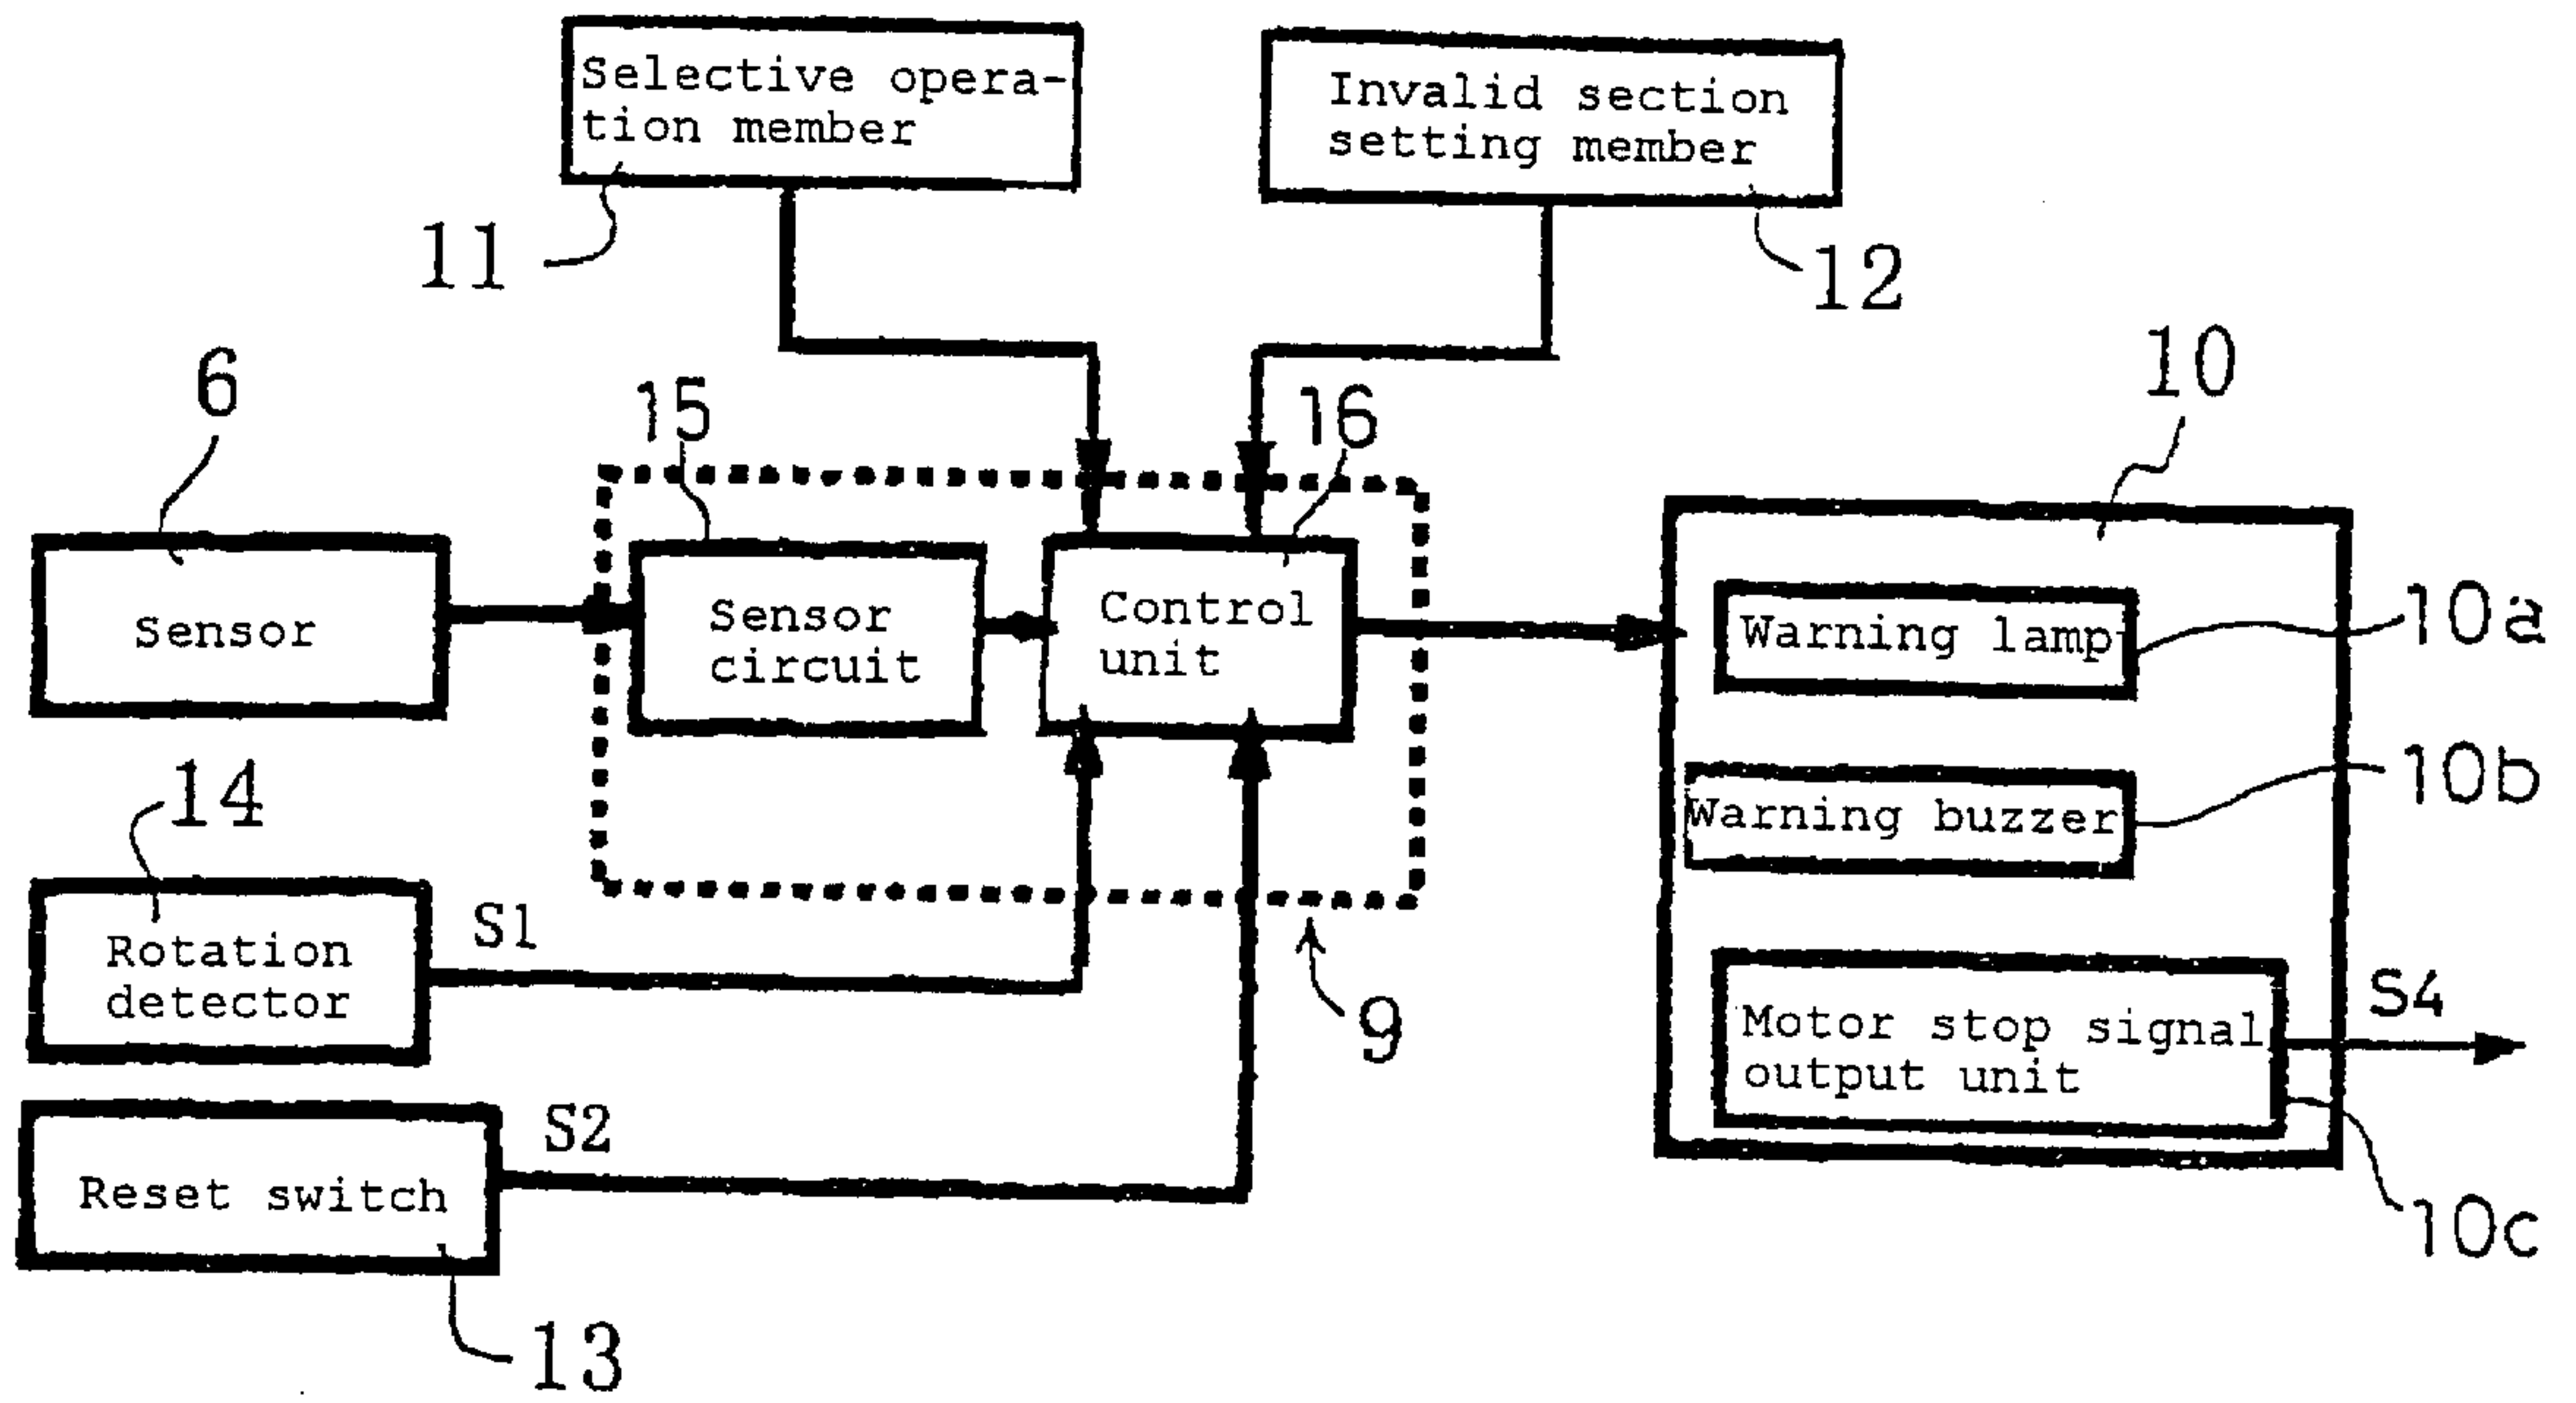 Selective opera-
tion member
11
Invalid section
setting member
12
6
Sensor
15
Sensor
circuit
16
Control
unit
9
10
Warning lamp
10a
Warning buzzer
10b
Motor stop signal
output unit
10c
S4
14
Rotation
detector
S1
Reset switch
S2
13